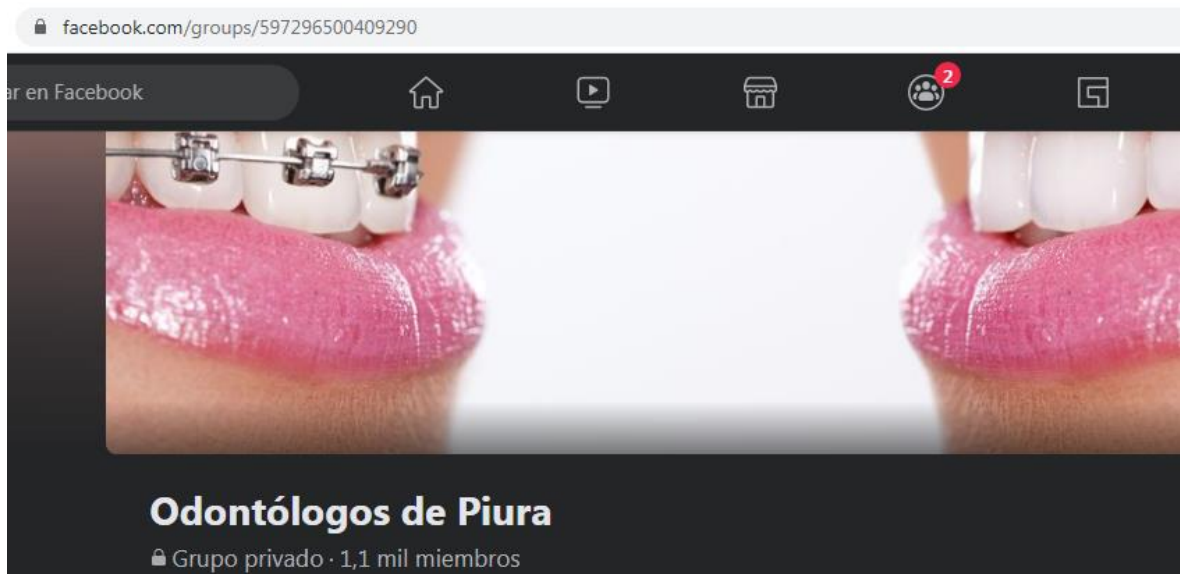 facebook.com/groups/597296500409290
ar en Facebook
2
Odontólogos de Piura
Grupo privado · 1,1 mil miembros